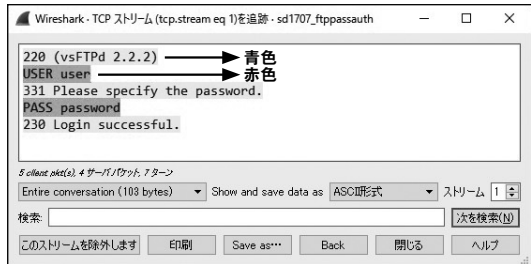 Wireshark - TCP ストリーム (tcp.stream eq 1)を追跡 - sd1707_ftppassauth
220 (vsFTPd 2.2.2) 青色
USER user 赤色
331 Please specify the password.
PASS password
230 Login successful.
5 client pkt(s), 4 サーバ パケット, 7 ターン
Entire conversation (103 bytes) Show and save data as ASCII形式 ストリーム 1
検索: 次を検索(N)
このストリームを除外します 印刷 Save as… Back 閉じる ヘルプ